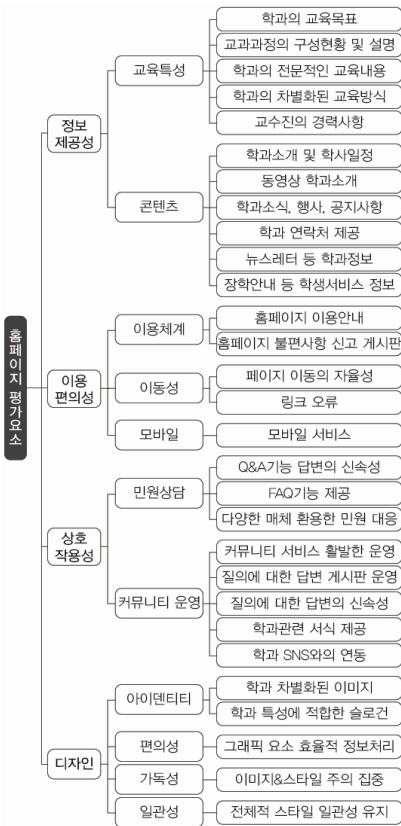 홈페이지 평가요소
정보
제공성
교육특성
학과의 교육목표
교과과정의 구성현황 및 설명
학과의 전문적인 교육내용
학과의 차별화된 교육방식
교수진의 경력사항
콘텐츠
학과소개 및 학사일정
동영상 학과소개
학과소식, 행사, 공지사항
학과 연락처 제공
뉴스레터 등 학과정보
장학안내 등 학생서비스 정보
이용
편의성
이용체계
홈페이지 이용안내
홈페이지 불편사항 신고 게시판
이동성
페이지 이동의 자율성
링크 오류
모바일
모바일 서비스
상호
작용성
민원상담
Q&A기능 답변의 신속성
FAQ기능 제공
다양한 매체 환용한 민원 대응
커뮤니티 운영
커뮤니티 서비스 활발한 운영
질의에 대한 답변 게시판 운영
질의에 대한 답변의 신속성
학과관련 서식 제공
학과 SNS와의 연동
디자인
아이덴티티
학과 차별화된 이미지
학과 특성에 적합한 슬로건
편의성
그래픽 요소 효율적 정보처리
가독성
이미지&스타일 주의 집중
일관성
전체적 스타일 일관성 유지